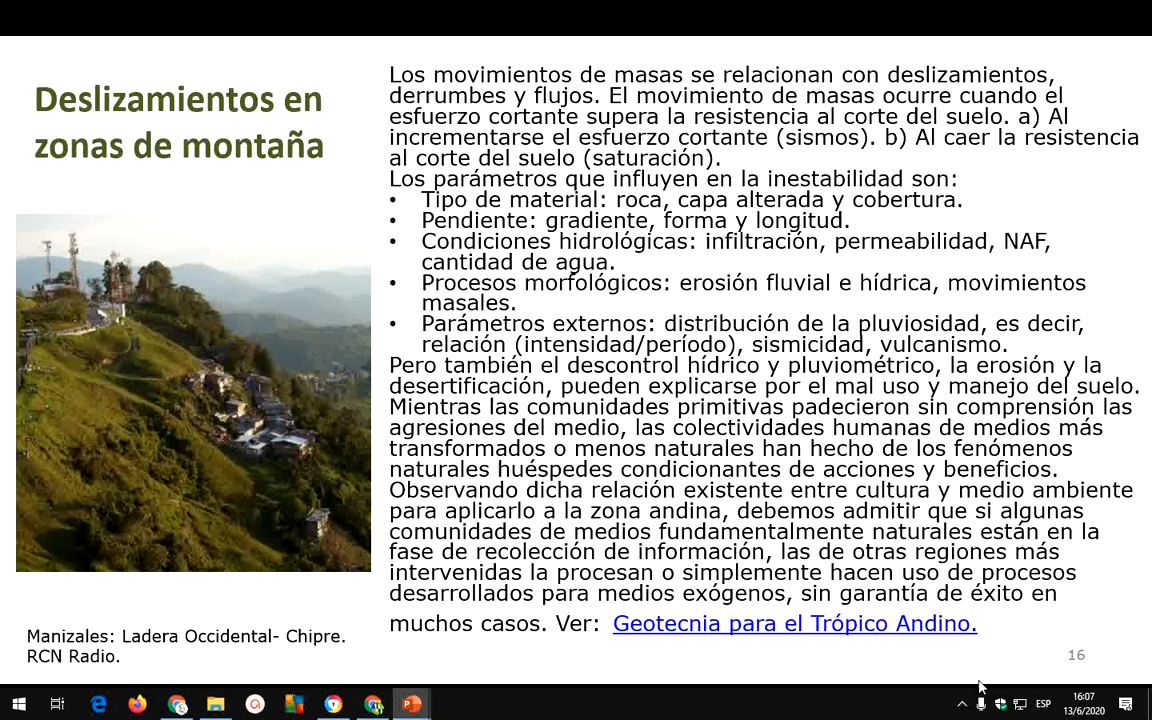 Deslizamientos en
zonas de montaña
Los movimientos de masas se relacionan con deslizamientos,
derrumbes y flujos. El movimiento de masas ocurre cuando el
esfuerzo cortante supera la resistencia al corte del suelo. a) Al
incrementarse el esfuerzo cortante (sismos). b) Al caer la resistencia
al corte del suelo (saturación).
Los parámetros que influyen en la inestabilidad son:
• Tipo de material: roca, capa alterada y cobertura.
• Pendiente: gradiente, forma y longitud.
• Condiciones hidrológicas: infiltración, permeabilidad, NAF,
cantidad de agua.
• Procesos morfológicos: erosión fluvial e hídrica, movimientos
masales.
• Parámetros externos: distribución de la pluviosidad, es decir,
relación (intensidad/período), sismicidad, vulcanismo.
Pero también el descontrol hídrico y pluviométrico, la erosión y la
desertificación, pueden explicarse por el mal uso y manejo del suelo.
Mientras las comunidades primitivas padecieron sin comprensión las
agresiones del medio, las colectividades humanas de medios más
transformados o menos naturales han hecho de los fenómenos
naturales huéspedes condicionantes de acciones y beneficios.
Observando dicha relación existente entre cultura y medio ambiente
para aplicarlo a la zona andina, debemos admitir que si algunas
comunidades de medios fundamentalmente naturales están en la
fase de recolección de información, las de otras regiones más
intervenidas la procesan o simplemente hacen uso de procesos
desarrollados para medios exógenos, sin garantía de éxito en
muchos casos. Ver: Geotecnia para el Trópico Andino.
Manizales: Ladera Occidental- Chipre.
RCN Radio.
16
ESP
16:07
13/6/2020